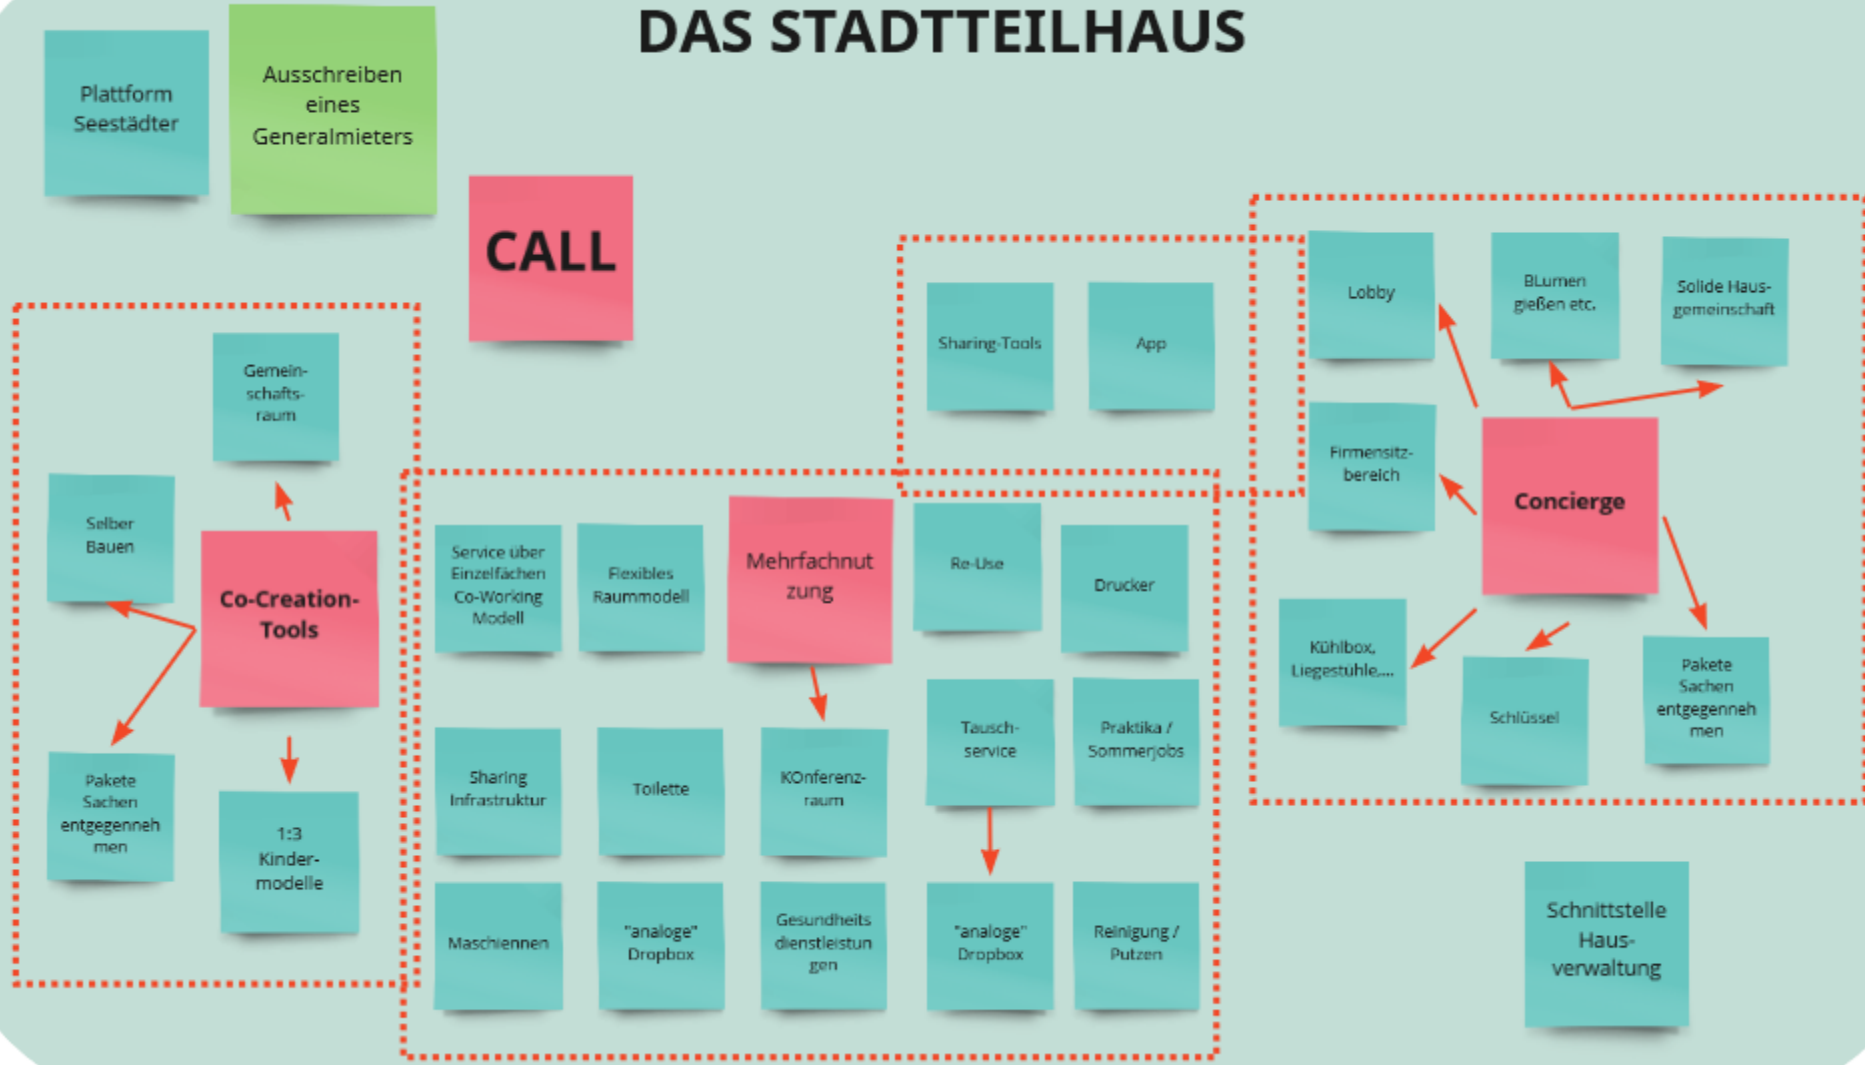 DAS STADTTEILHAUS
Plattform
Seestädter
Ausschreiben
eines
Generalmieters
CALL
Gemein-
schafts-
raum
Selber
Bauen
Co-Creation-
Tools
Pakete
Sachen
entgegenneh
men
1:3
Kinder-
modelle
Sharing-Tools
App
Service über
Einzelfächen
Co-Working
Modell
Flexibles
Raummodell
Mehrfachnut
zung
Re-Use
Drucker
Sharing
Infrastruktur
Toilette
KOnferenz-
raum
Tausch-
service
Praktika /
Sommerjobs
Maschiennen
"analoge"
Dropbox
Gesundheits
dienstleistun
gen
"analoge"
Dropbox
Reinigung /
Putzen
Lobby
BLumen
gießen etc.
Solide Haus-
gemeinschaft
Firmensitz-
bereich
Concierge
Kühlbox,
Liegestühle,...
Schlüssel
Pakete
Sachen
entgegenneh
men
Schnittstelle
Haus-
verwaltung